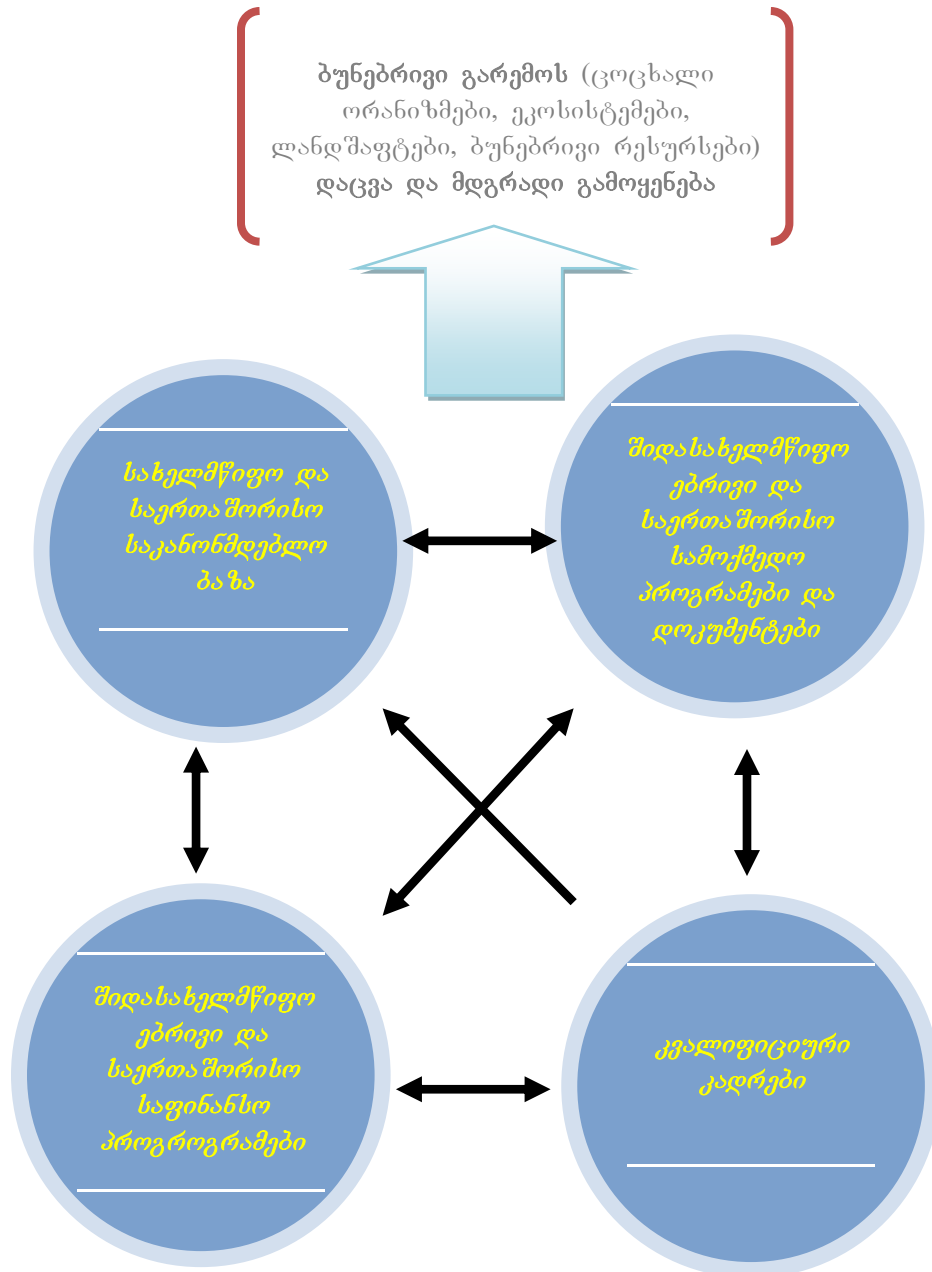 ბუნებრივი გარემოს (ცოცხალი
ორანიზმები, ეკოსისტემები,
ლანდშაფტები, ბუნებრივი რესურსები)
დაცვა და მდგრადი გამოყენება
სახელმწიფო და
საერთაშორისო
საკანონმდებლო
ბაზა
შიდასახელმწიფო
ებრივი და
საერთაშორისო
სამოქმედო
პროგრამები და
დოკუმენტები
შიდასახელმწიფო
ებრივი და
საერთაშორისო
საფინანსო
პროგროგრამები
კვალიფიციური
კადრები